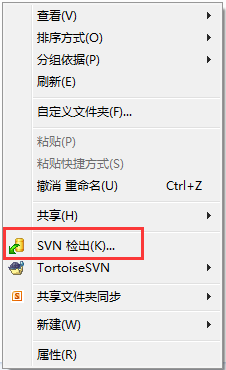 查看(V)
排序方式(O)
分组依据(P)
刷新(E)
自定义文件夹(F)...
粘贴(P)
粘贴快捷方式(S)
撤消 重命名(U) Ctrl+Z
共享(H)
SVN 检出(K)...
TortoiseSVN
共享文件夹同步
新建(W)
属性(R)